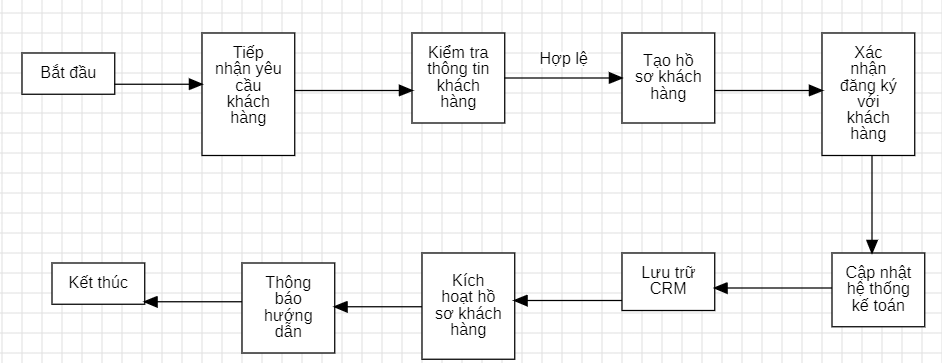 Bắt đầu
Tiếp
nhận yêu
cầu
khách
hàng
Kiểm tra
thông tin
khách
hàng
Hợp lệ
Tạo hồ
sơ khách
hàng
Xác
nhận
đăng ký
với
khách
hàng
Cập nhật
hệ thống
kế toán
Lưu trữ
CRM
Kích
hoạt hồ
sơ khách
hàng
Thông
báo
hướng
dẫn
Kết thúc